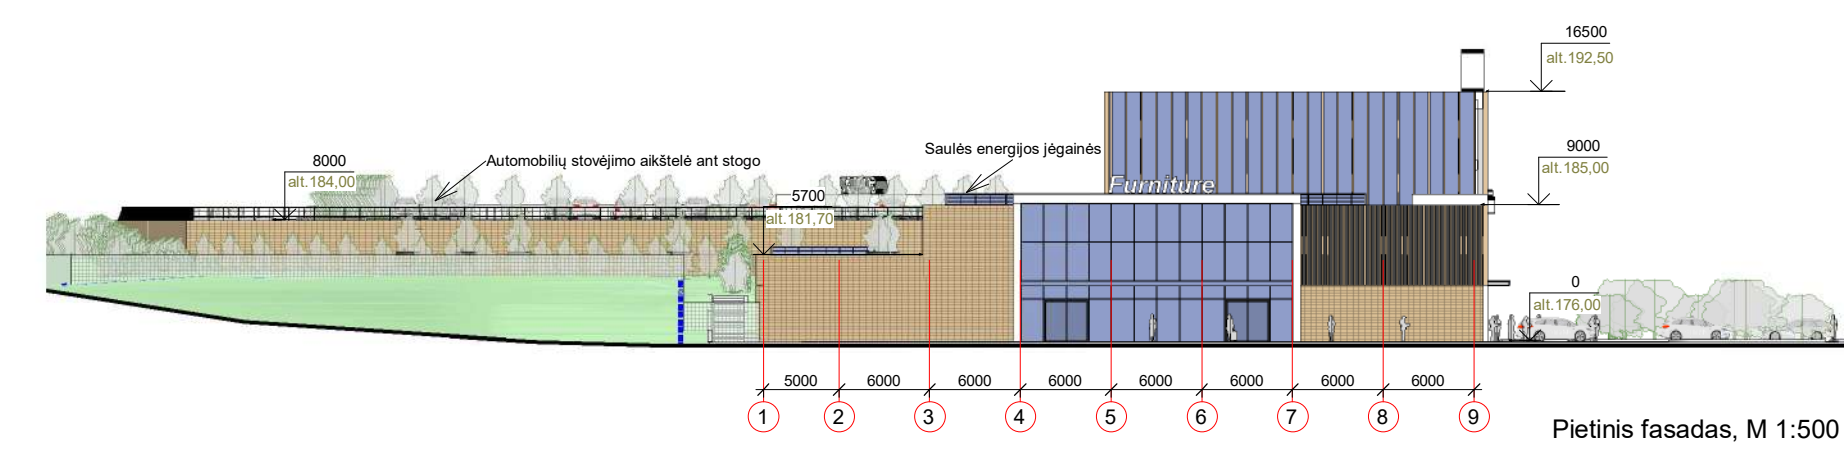 16500
alt.192,50
Saulės energijos jėgainės
9000
alt.185,00
8000
alt.184,00
Automobilių stovėjimo aikštelė ant stogo
Furniture
5700
alt.181,70
0
alt.176,00
5000 6000 6000 6000 6000 6000 6000 6000
1 2 3 4 5 6 7 8 9
Pietinis fasadas, M 1:500